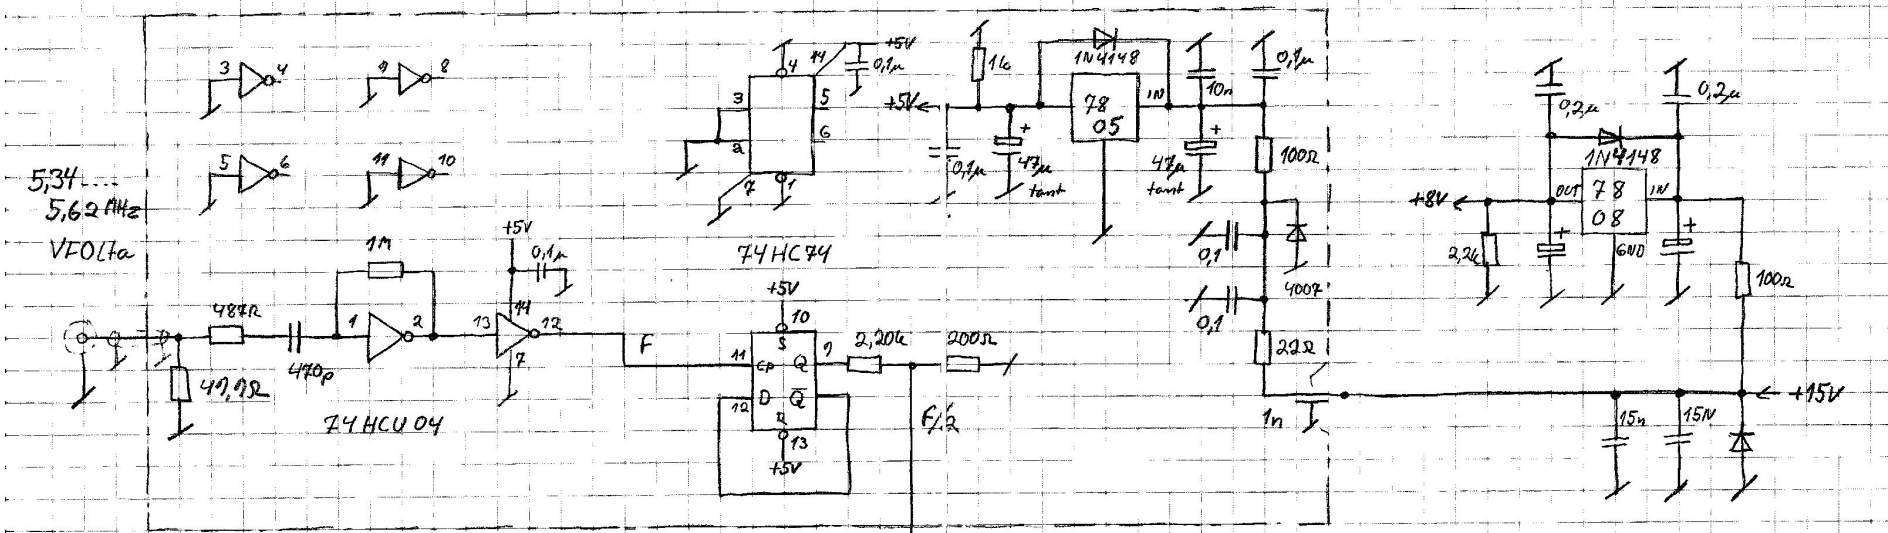 3
4
9
8
5
6
11
10
5,34....
5,62 MHz
487Ω
470p
49,9Ω
1M
1
2
13
12
14
7
+5V
0,1µ
74HCU04
F
4
14
+5V
0,1µ
3
5
6
2
7
1
74HC74
+5V
10
S
11
CP
Q
9
12
D
Q
R
13
+5V
2,20k
200Ω
F/2
+5V
1k
0,1µ
47µ
tant
+
1N4148
78
05
IN
47µ
tant
+
10n
0,1µ
100Ω
0,1
0,1
4007
22Ω
1n
+8V
2,2k
0,2µ
+
OUT
1N4148
78
08
IN
GND
0,2µ
+
100Ω
+15V
15n
15N